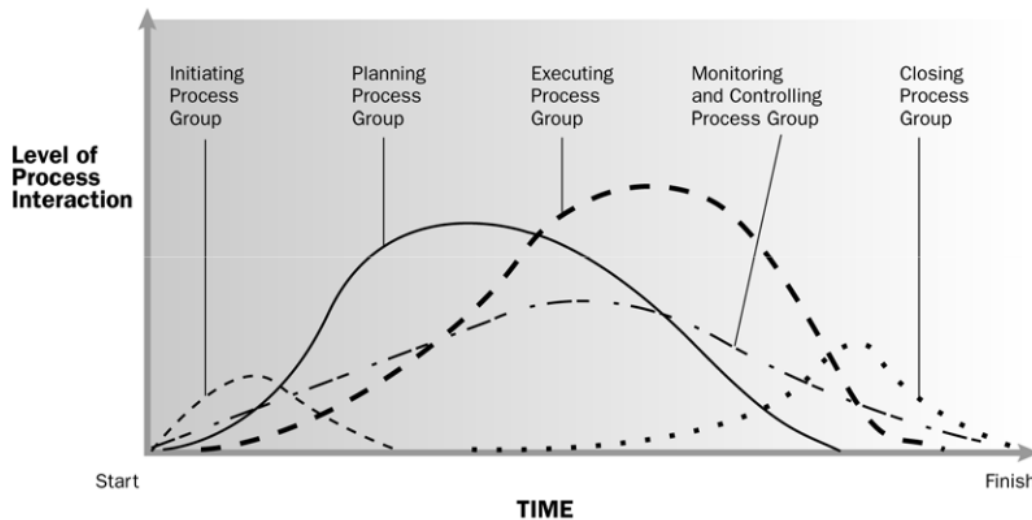 Initiating
Process
Group
Planning
Process
Group
Executing
Process
Group
Monitoring
and Controlling
Process Group
Closing
Process
Group
Level of
Process
Interaction
Start
Finish
TIME